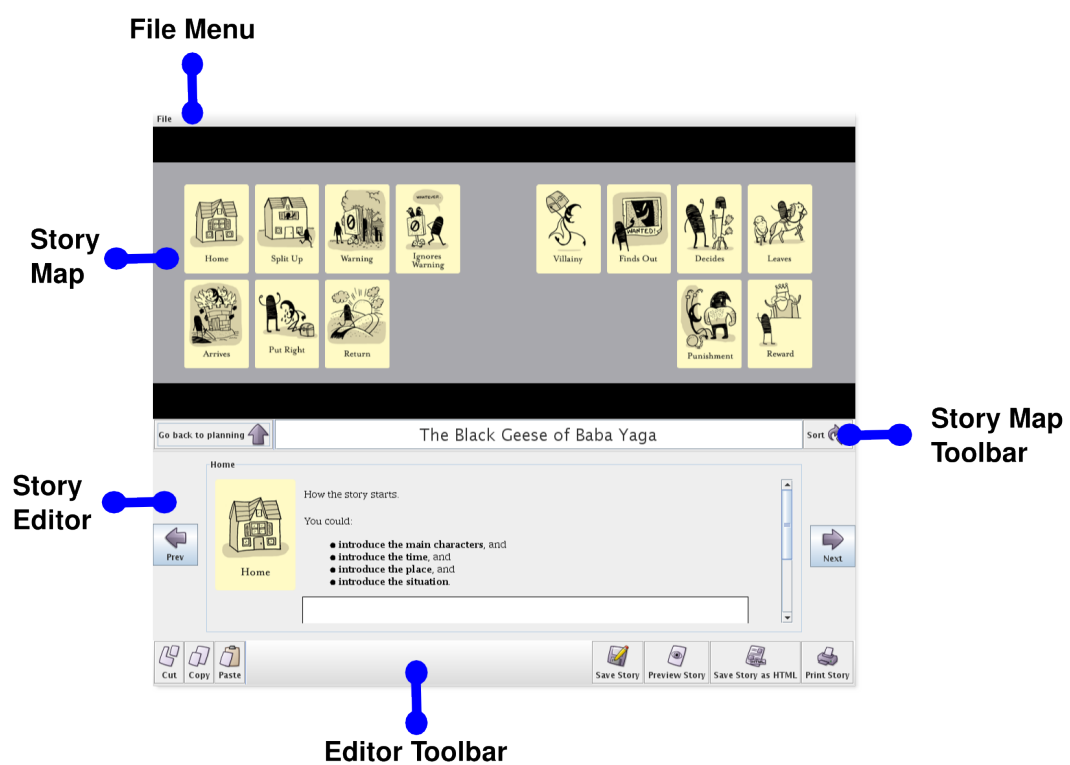 File Menu
File
WHATEVER
WANTED!
Home
Split Up
Warning
Ignores
Warning
Villainy
Finds Out
Decides
Leaves
Story
Map
Arrives
Put Right
Return
Punishment
Reward
Go back to planning
The Black Geese of Baba Yaga
Sort
Story Map
Toolbar
Home
Story
Editor
How the story starts.
You could:
● introduce the main characters, and
● introduce the time, and
● introduce the place, and
● introduce the situation.
Home
Prev
Next
Cut
Copy
Paste
Save Story
Preview Story
Save Story as HTML
Print Story
Editor Toolbar